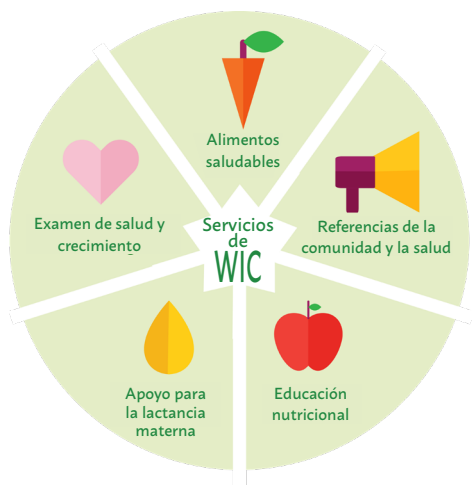 Alimentos
saludables
Examen de salud y
crecimiento
Servicios
de
WIC
Referencias de la
comunidad y la salud
Apoyo para
la lactancia
materna
Educación
nutricional